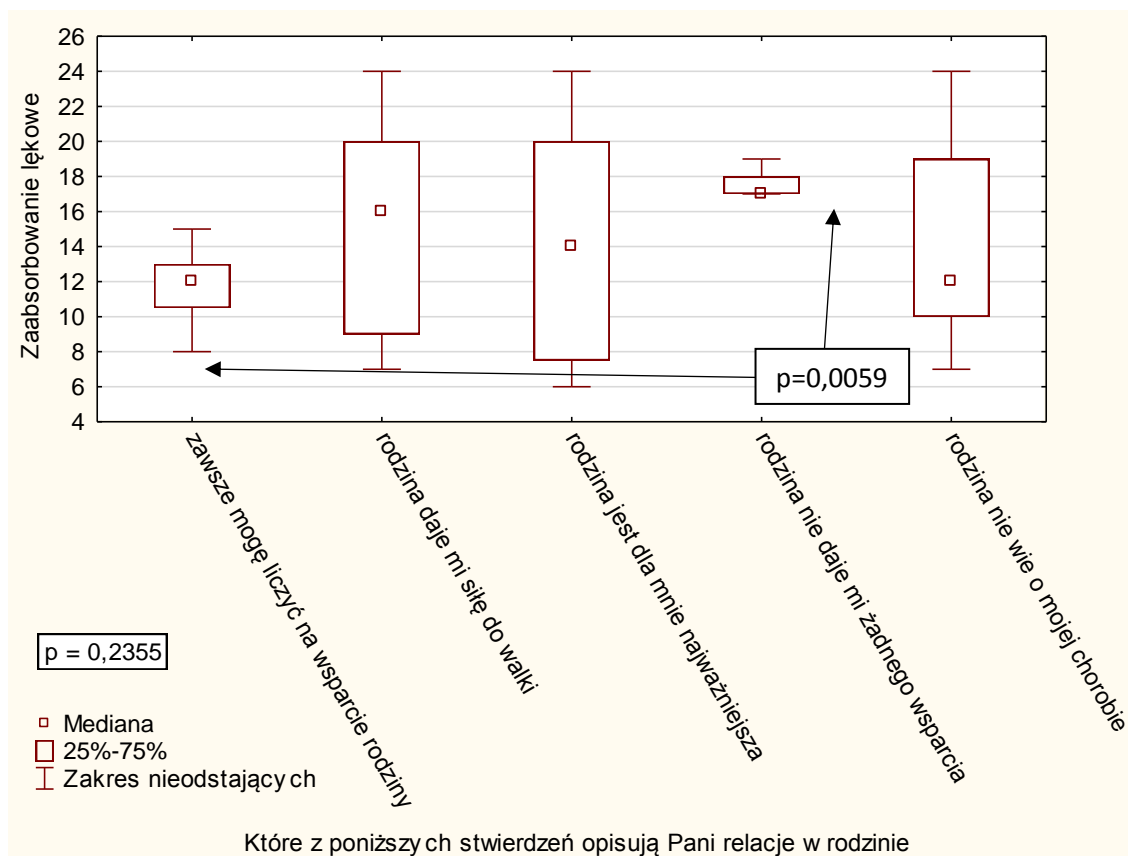 26
24
22
20
18
16
14
12
10
8
6
4
Zaabsorbowanie lękowe
p=0,0059
zawsze mogę liczyć na wsparcie rodziny
rodzina daje mi siłę do walki
rodzina jest dla mnie najważniejsza
rodzina nie daje mi żadnego wsparcia
rodzina nie wie o mojej chorobie
p = 0,2355
Mediana
25%-75%
Zakres nieodstających
Które z poniższych stwierdzeń opisują Pani relacje w rodzinie